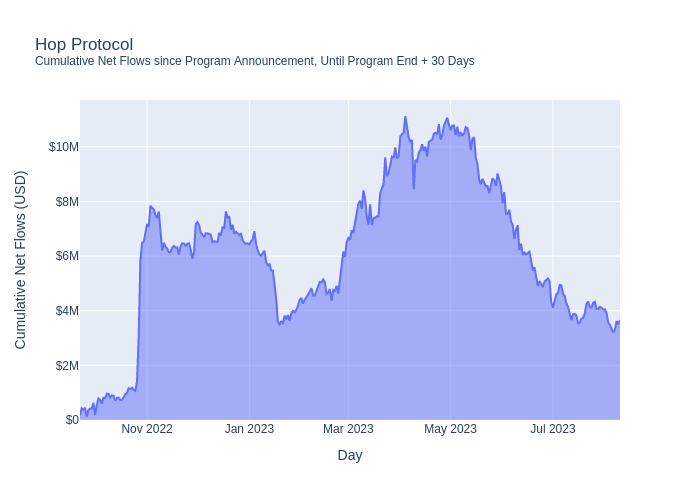 Hop Protocol
Cumulative Net Flows since Program Announcement, Until Program End + 30 Days
Cumulative Net Flows (USD)
$10M
$8M
$6M
$4M
$2M
$0
Nov 2022
Jan 2023
Mar 2023
May 2023
Jul 2023
Day